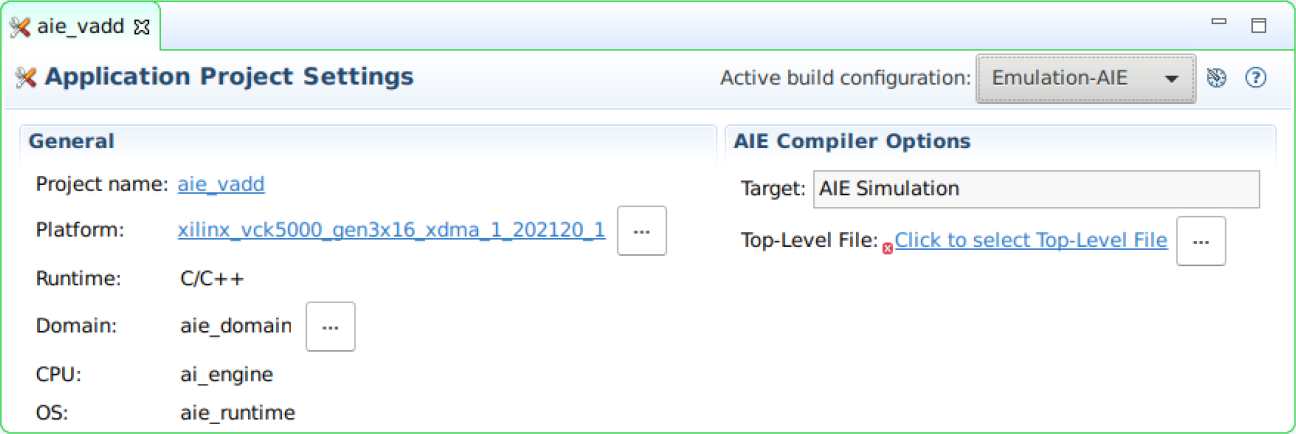 aie_vadd
Application Project Settings
Active build configuration: Emulation-AIE
General
Project name: aie_vadd
Platform: xilinx_vck5000_gen3x16_xdma_1_202120_1 ...
Runtime: C/C++
Domain: aie_domain ...
CPU: ai_engine
OS: aie_runtime
AIE Compiler Options
Target: AIE Simulation
Top-Level File: Click to select Top-Level File ...